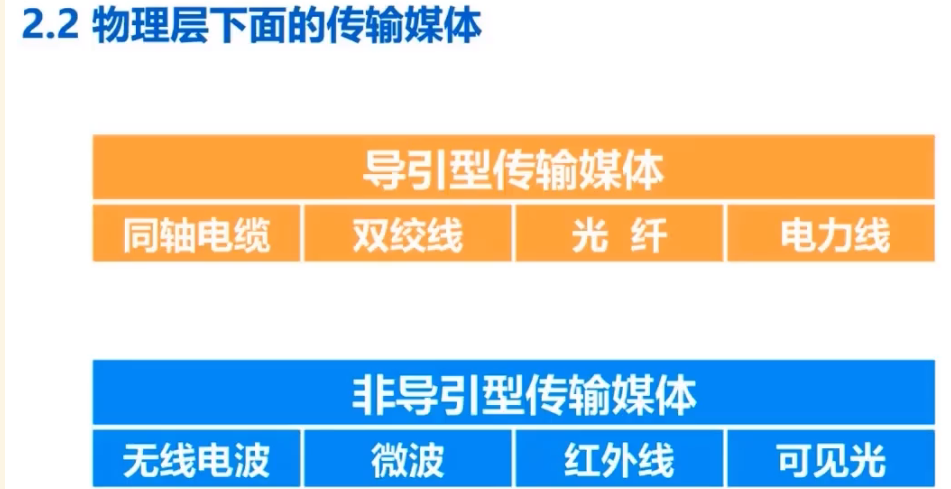 2.2 物理层下面的传输媒体
导引型传输媒体
同轴电缆 双绞线 光 纤 电力线
非导引型传输媒体
无线电波 微波 红外线 可见光